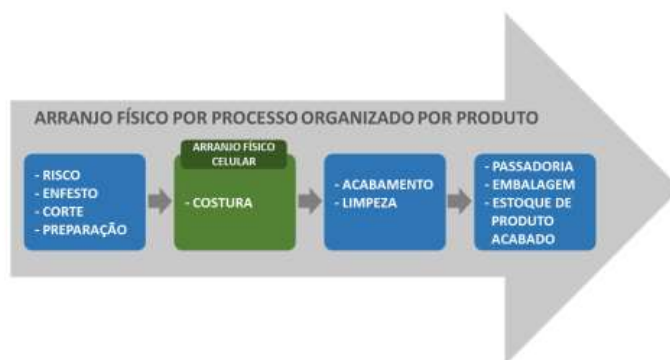 ARRANJO FÍSICO POR PROCESSO ORGANIZADO POR PRODUTO
- RISCO
- ENFESTO
- CORTE
- PREPARAÇÃO
ARRANJO FÍSICO
CELULAR
- COSTURA
- ACABAMENTO
- LIMPEZA
- PASSADORIA
- EMBALAGEM
- ESTOQUE DE
PRODUTO
ACABADO